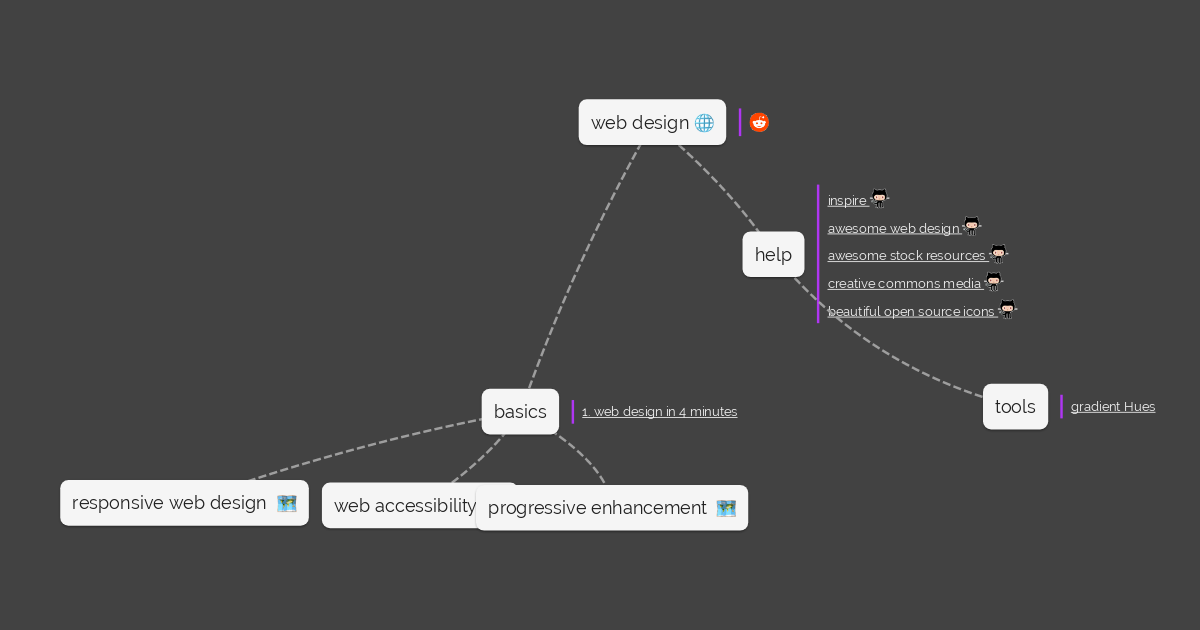 web design
inspire
awesome web design
help
awesome stock resources
creative commons media
beautiful open source icons
tools
gradient Hues
basics
1. web design in 4 minutes
responsive web design
web accessibility
progressive enhancement